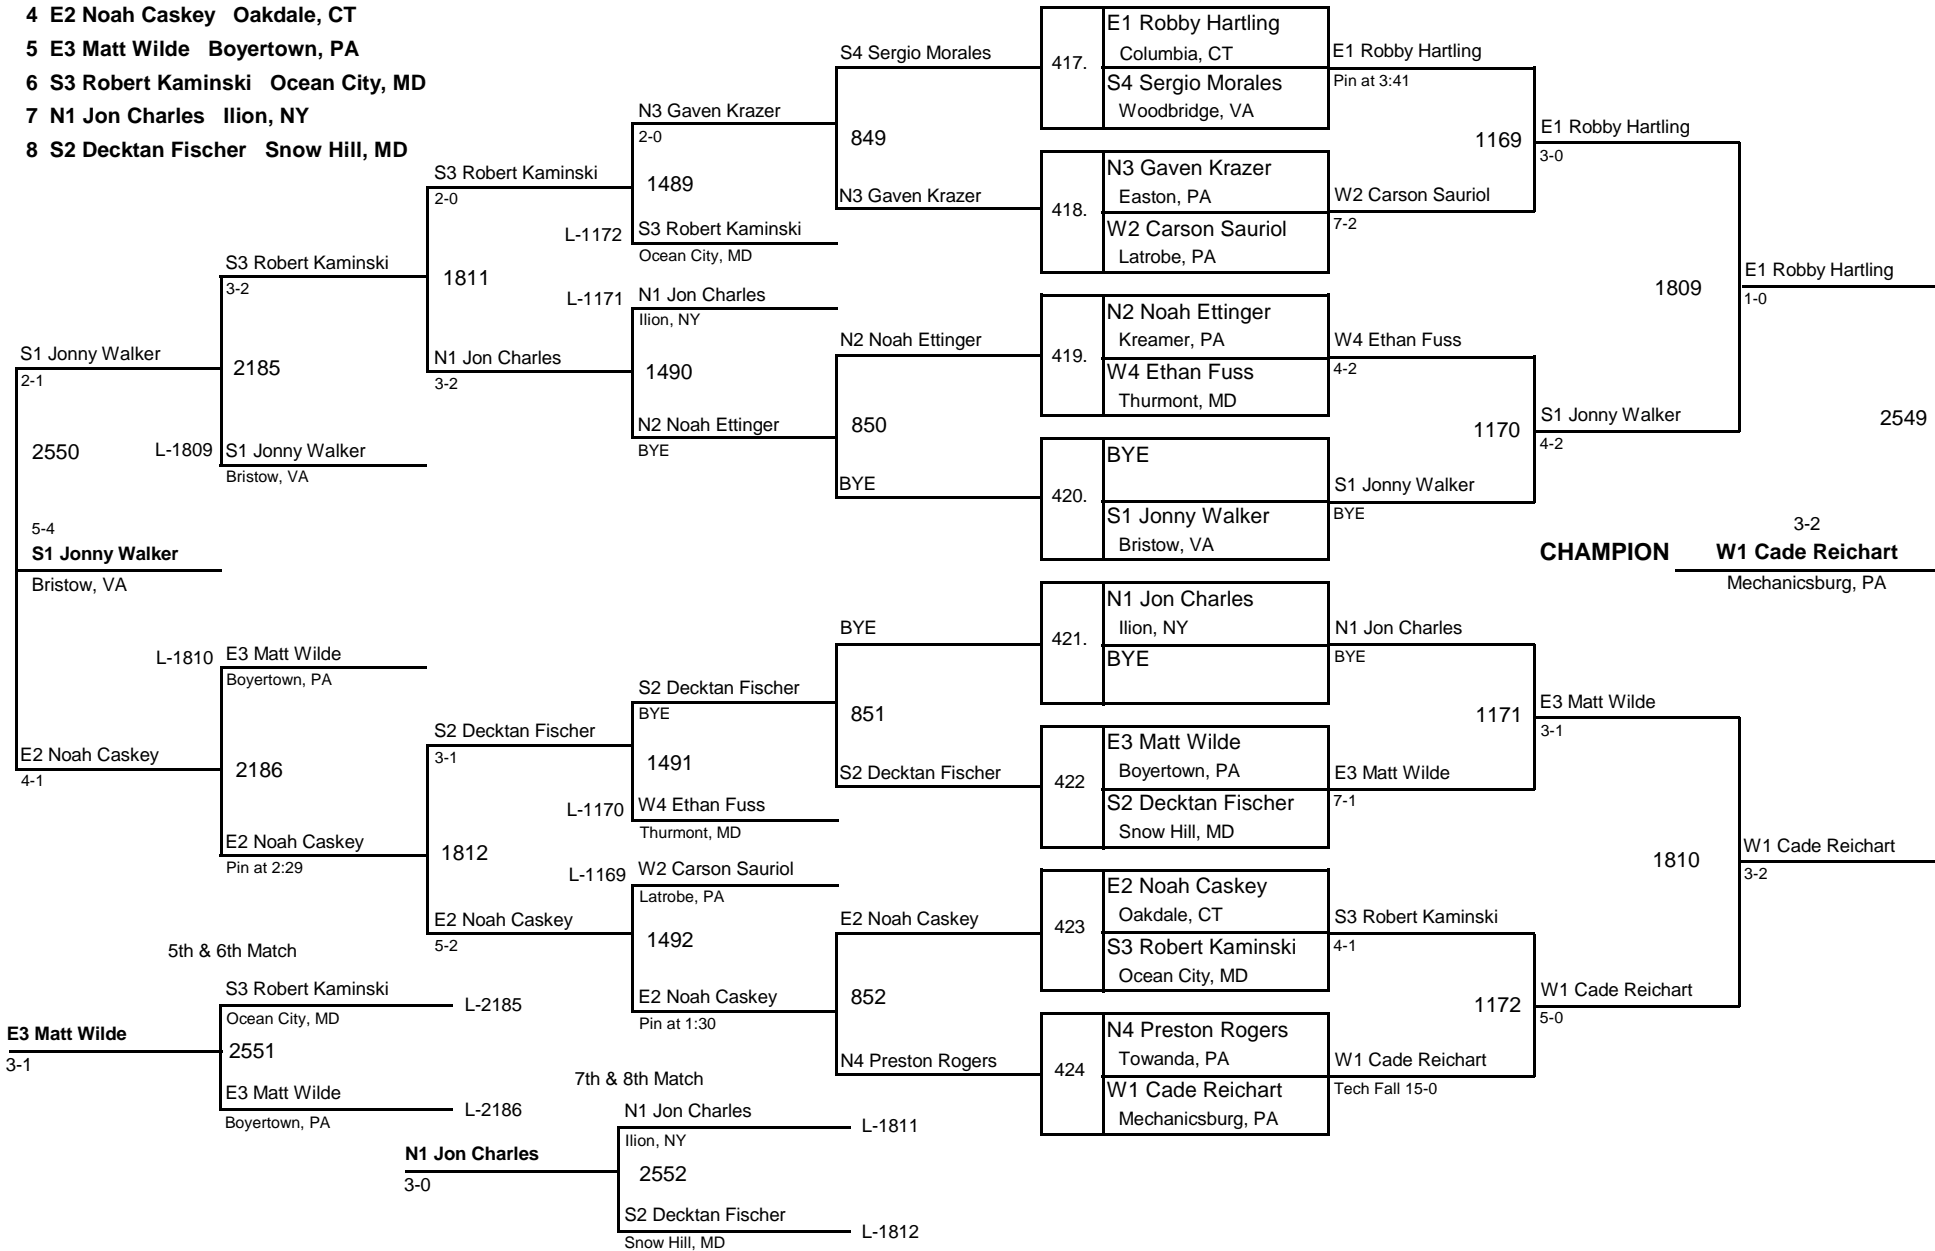 4 E2 Noah Caskey Oakdale, CT
5 E3 Matt Wilde Boyertown, PA
6 S3 Robert Kaminski Ocean City, MD
7 N1 Jon Charles Ilion, NY
8 S2 Decktan Fischer Snow Hill, MD
S1 Jonny Walker
2-1
2550
5-4
S1 Jonny Walker
Bristow, VA
E2 Noah Caskey
4-1
S3 Robert Kaminski
3-2
2185
L-1809
S1 Jonny Walker
Bristow, VA
L-1810
E3 Matt Wilde
Boyertown, PA
2186
E2 Noah Caskey
Pin at 2:29
S3 Robert Kaminski
2-0
1811
N1 Jon Charles
3-2
S2 Decktan Fischer
3-1
1812
E2 Noah Caskey
5-2
N3 Gaven Krazer
2-0
1489
L-1172
S3 Robert Kaminski
Ocean City, MD
L-1171
N1 Jon Charles
Ilion, NY
1490
N2 Noah Ettinger
BYE
S2 Decktan Fischer
BYE
1491
L-1170
W4 Ethan Fuss
Thurmont, MD
L-1169
W2 Carson Sauriol
Latrobe, PA
1492
E2 Noah Caskey
Pin at 1:30
S4 Sergio Morales
849
N3 Gaven Krazer
N2 Noah Ettinger
850
BYE
BYE
851
S2 Decktan Fischer
E2 Noah Caskey
852
N4 Preston Rogers
417.
E1 Robby Hartling
Columbia, CT
S4 Sergio Morales
Woodbridge, VA
418.
N3 Gaven Krazer
Easton, PA
W2 Carson Sauriol
Latrobe, PA
419.
N2 Noah Ettinger
Kreamer, PA
W4 Ethan Fuss
Thurmont, MD
420.
BYE
S1 Jonny Walker
Bristow, VA
421.
N1 Jon Charles
Ilion, NY
BYE
422
E3 Matt Wilde
Boyertown, PA
S2 Decktan Fischer
Snow Hill, MD
423
E2 Noah Caskey
Oakdale, CT
S3 Robert Kaminski
Ocean City, MD
424
N4 Preston Rogers
Towanda, PA
W1 Cade Reichart
Mechanicsburg, PA
E1 Robby Hartling
Pin at 3:41
1169
W2 Carson Sauriol
7-2
W4 Ethan Fuss
4-2
1170
S1 Jonny Walker
BYE
N1 Jon Charles
BYE
1171
E3 Matt Wilde
7-1
S3 Robert Kaminski
4-1
1172
W1 Cade Reichart
Tech Fall 15-0
E1 Robby Hartling
3-0
1809
S1 Jonny Walker
4-2
E3 Matt Wilde
3-1
1810
W1 Cade Reichart
5-0
E1 Robby Hartling
1-0
2549
3-2
CHAMPION W1 Cade Reichart
Mechanicsburg, PA
W1 Cade Reichart
3-2
5th & 6th Match
S3 Robert Kaminski
L-2185
Ocean City, MD
E3 Matt Wilde
3-1
2551
E3 Matt Wilde
L-2186
Boyertown, PA
7th & 8th Match
N1 Jon Charles
L-1811
Ilion, NY
N1 Jon Charles
3-0
2552
S2 Decktan Fischer
L-1812
Snow Hill, MD